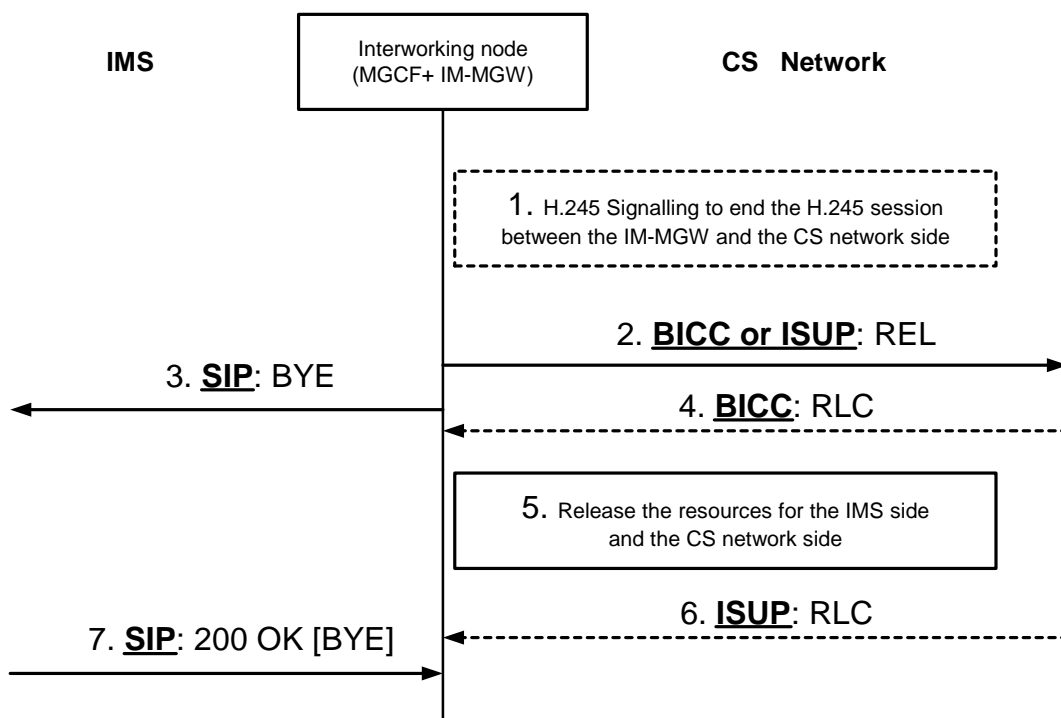 IMS
Interworking node
(MGCF+ IM-MGW)
CS Network
1. H.245 Signalling to end the H.245 session
between the IM-MGW and the CS network side
2. BICC or ISUP: REL
3. SIP: BYE
4. BICC: RLC
5. Release the resources for the IMS side
and the CS network side
6. ISUP: RLC
7. SIP: 200 OK [BYE]